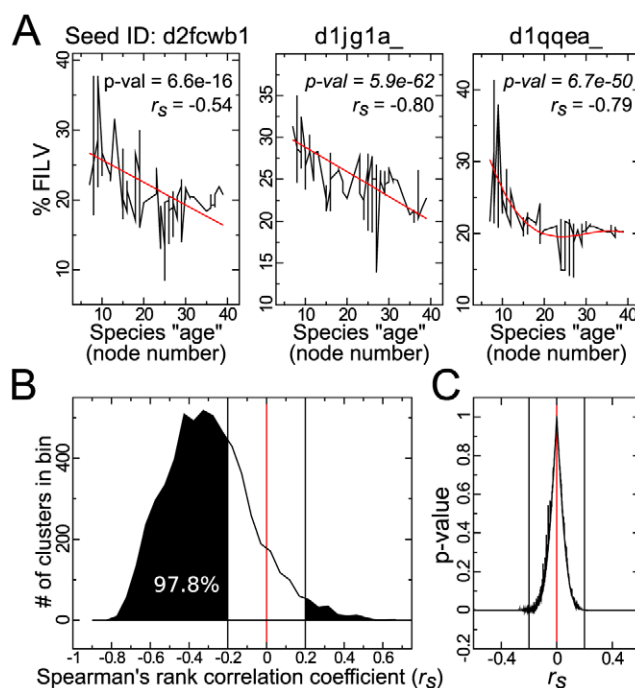 A
Seed ID: d2fcwb1
d1jg1a_
d1qqea_
p-val = 6.6e-16
rs = -0.54
p-val = 5.9e-62
rs = -0.80
p-val = 6.7e-50
rs = -0.79
% FILV
10 20 30 40
10 15 20 25 30 35
10 20 30 40
10 20 30 40
10 20 30 40
10 20 30 40
Species "age"
(node number)
Species "age"
(node number)
Species "age"
(node number)
B
# of clusters in bin
0 200 400
97.8%
-1 -0.8 -0.6 -0.4 -0.2 0 0.2 0.4 0.6
Spearman's rank correlation coefficient (rs)
C
p-value
-0.2 0 0.2 0.4 0.6 0.8 1
-0.4 0 0.4
rs